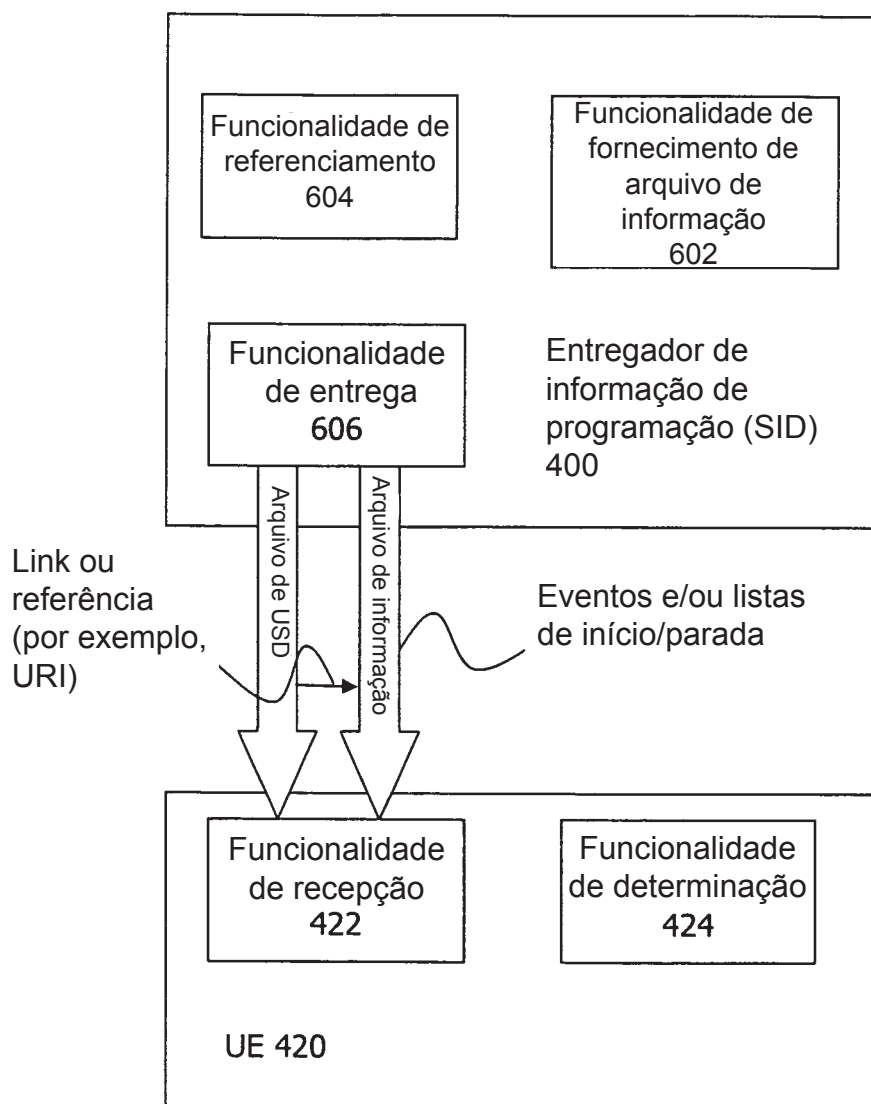 Funcionalidade de
referenciamento
604
Funcionalidade de
fornecimento de
arquivo de
informação
602
Funcionalidade
de entrega
606
Entregador de
informação de
programação (SID)
400
Arquivo de USD
Arquivo de informação
Link ou
referência
(por exemplo,
URI)
Eventos e/ou listas
de início/parada
Funcionalidade
de recepção
422
Funcionalidade
de determinação
424
UE 420